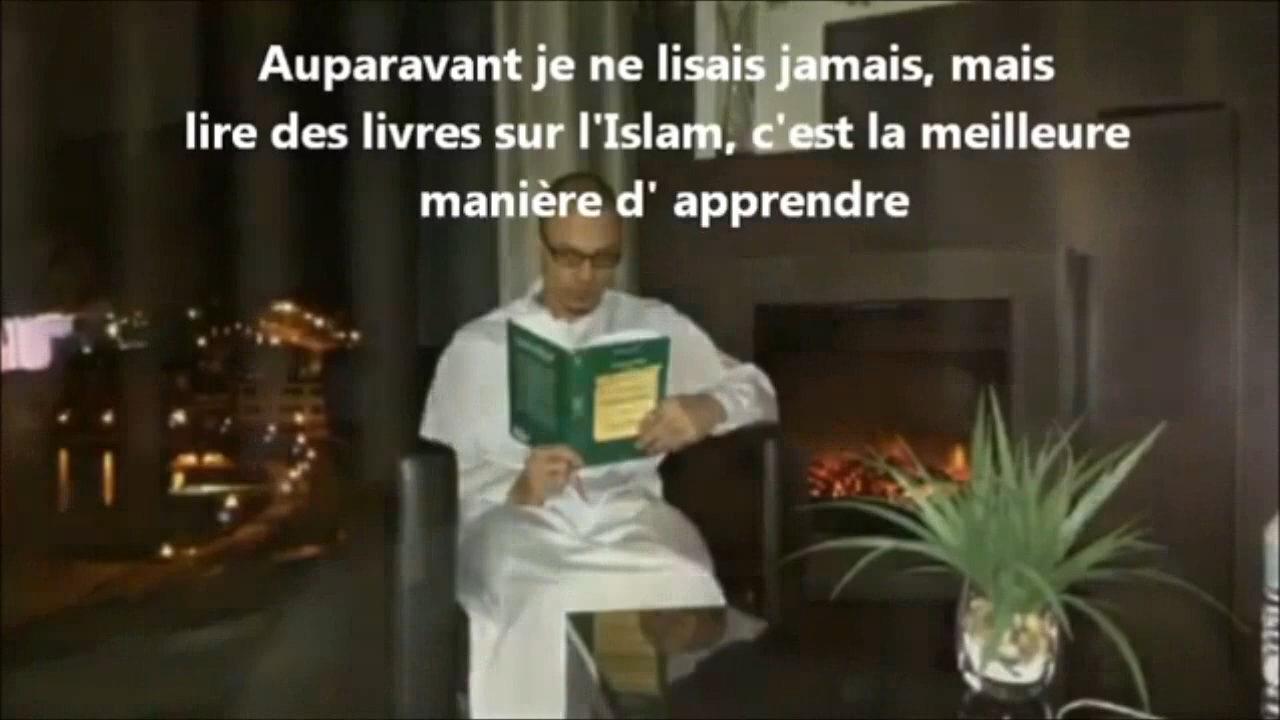 Auparavant je ne lisais jamais, mais
lire des livres sur l'Islam, c'est la meilleure
manière d' apprendre